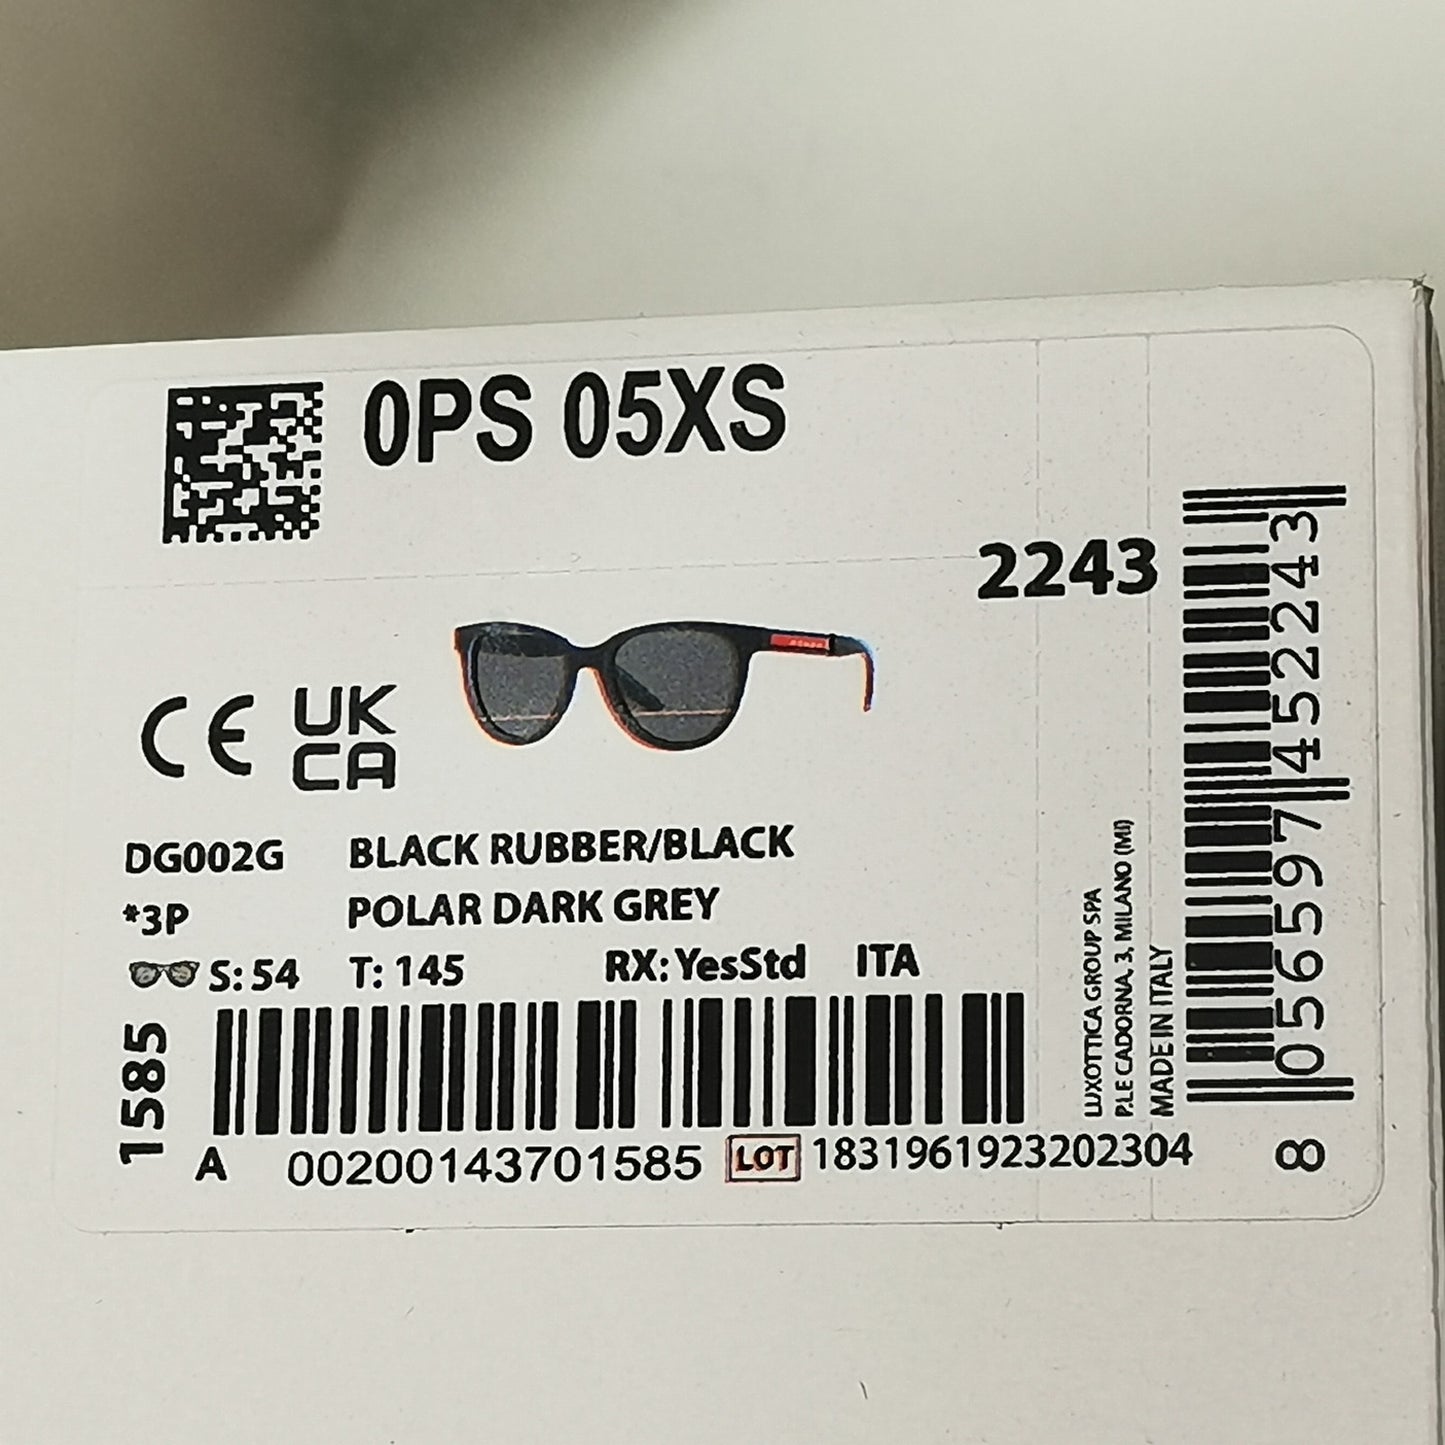 0PS 05XS
2243
CE
UK
CA
DG002G BLACK RUBBER/BLACK
*3P POLAR DARK GREY
S: 54 T: 145 RX: YesStd ITA
1585
A 00200143701585 LOT 1831961923202304
LUXOTTICA GROUP SPA
P.LE CADORNA, 3, MILANO (MI)
MADE IN ITALY
8 056597 452243